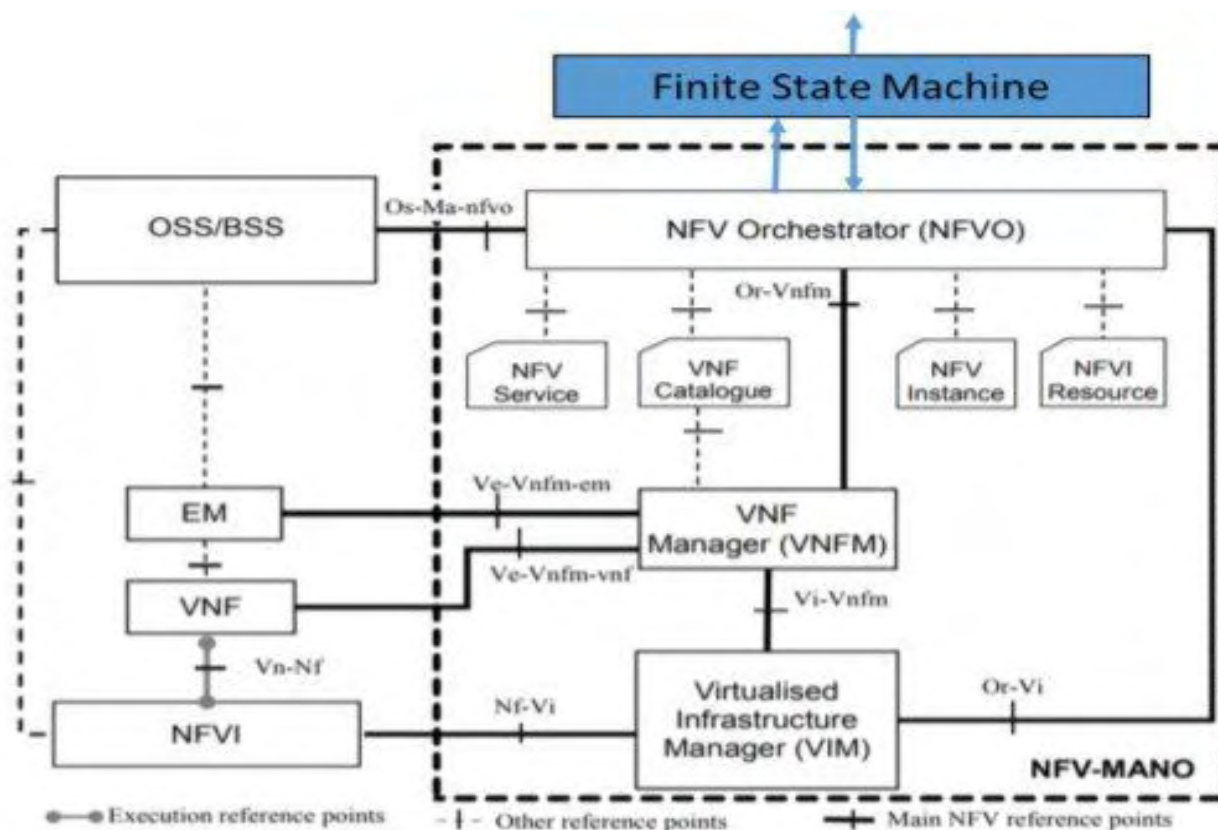 Finite State Machine
OSS/BSS
Os-Ma-nfvo
NFV Orchestrator (NFVO)
Or-Vnfm
NFV
Service
VNF
Catalogue
NFV
Instance
NFVI
Resource
EM
Ve-Vnfm-em
VNF
Manager (VNFM)
Ve-Vnfm-vnf
VNF
Vi-Vnfm
Vn-Nf
Virtualised
Infrastructure
Manager (VIM)
Nf-Vi
Or-Vi
NFVI
NFV-MANO
Execution reference points
Other reference points
Main NFV reference points